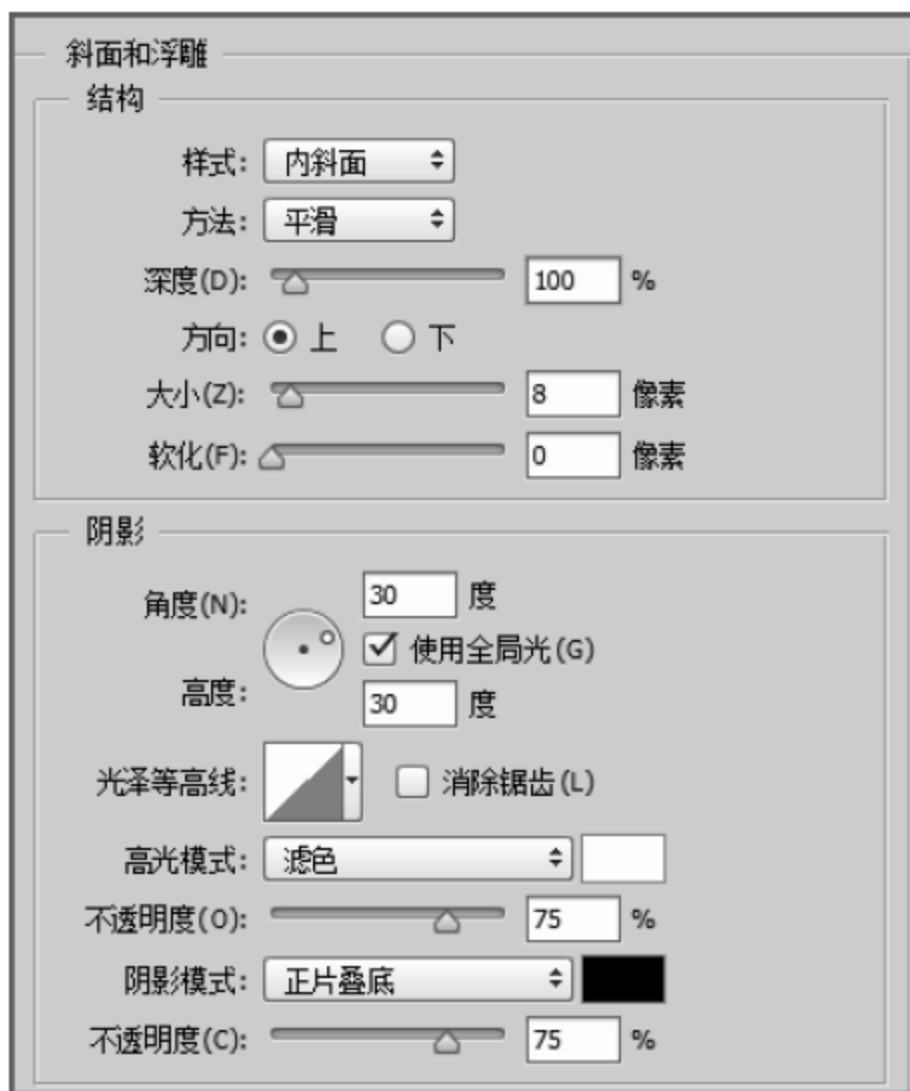 斜面和浮雕
结构
样式: 内斜面
方法: 平滑
深度(D): 100 %
方向: 上 下
大小(Z): 8 像素
软化(F): 0 像素
阴影
角度(N): 30 度
使用全局光(G)
高度: 30 度
光泽等高线: 消除锯齿(L)
高光模式: 滤色
不透明度(O): 75 %
阴影模式: 正片叠底
不透明度(C): 75 %